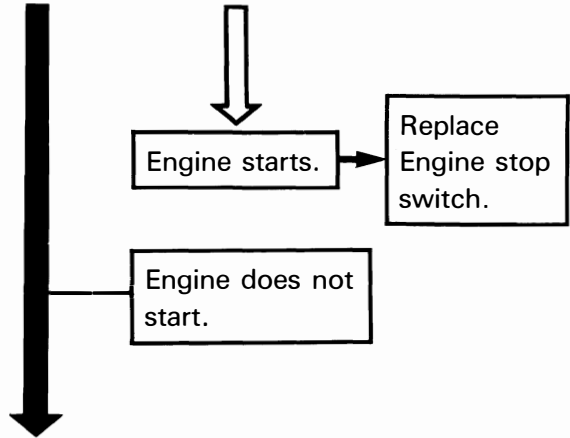 Engine starts.
Replace
Engine stop
switch.
Engine does not
start.